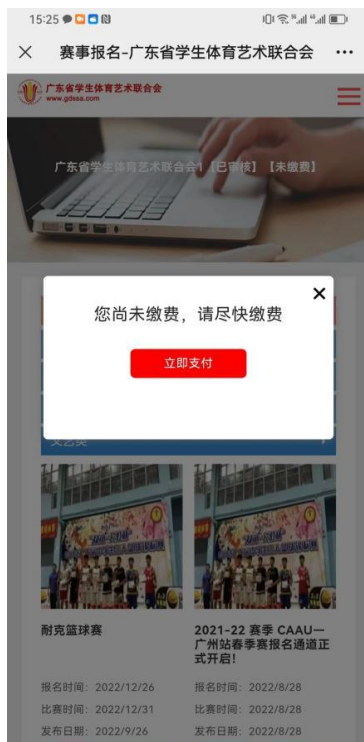 15:25
赛事报名-广东省学生体育艺术联合会
广东省学生体育艺术联合会
www.gdssa.com
广东省学生体育艺术联合会1【已审核】【未缴费】
您尚未缴费，请尽快缴费
立即支付
文艺类
耐克篮球赛
报名时间：2022/12/26
比赛时间：2022/12/31
发布日期：2022/9/26
2021-22 赛季 CAAU—
广州站春季赛报名通道正
式开启！
报名时间：2022/8/28
比赛时间：2022/8/28
发布日期：2022/8/28